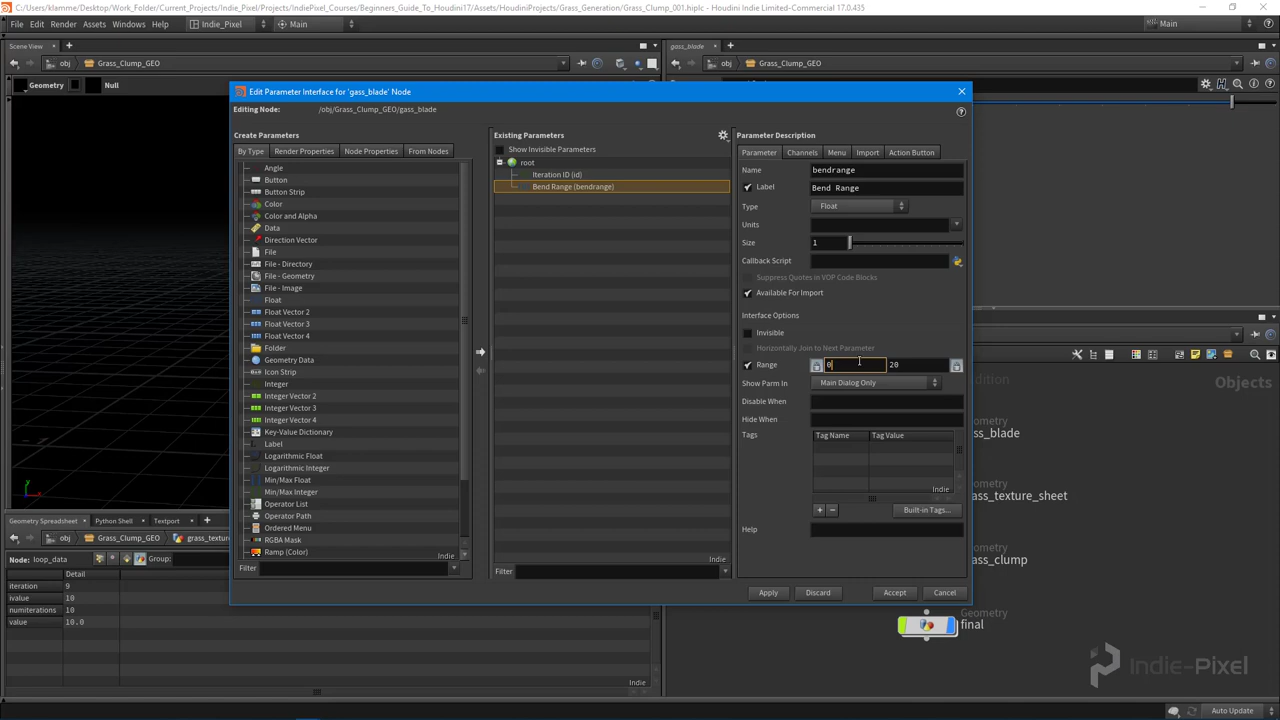 C:/Users/klamme/Desktop/Work_Folder/Current_Projects/Projects/Indie_Pixel/Projects/IndiePixel_Courses/Beginners_Guide_To_Houdini17/Assets/HoudiniProjects/Grass_Generation/Grass_Clump_001.hiplc - Houdini Indie Limited-Commercial - 17.0.435
File Edit Render Assets Windows Help Indie_Pixel Main Main
Scene View gass_blade
obj Grass_Clump_GEO obj Grass_Clump_GEO
Geometry Null
Edit Parameter Interface for 'gass_blade' Node
Editing Node: /obj/Grass_Clump_GEO/gass_blade
Create Parameters Existing Parameters Parameter Description
By Type Render Properties Node Properties From Nodes
Show Invisible Parameters
Parameter Channels Menu Import Action Button
root
Iteration ID (id)
Bend Range (bendrange)
Angle
Button
Button Strip
Color
Color and Alpha
Data
Direction Vector
File
File - Directory
File - Geometry
File - Image
Float
Float Vector 2
Float Vector 3
Float Vector 4
Folder
Geometry Data
Icon Strip
Integer
Integer Vector 2
Integer Vector 3
Integer Vector 4
Key-Value Dictionary
Label
Logarithmic Float
Logarithmic Integer
Min/Max Float
Min/Max Integer
Operator List
Operator Path
Ordered Menu
RGBA Mask
Ramp (Color)
Indie
Filter
Indie
Filter
Name bendrange
Label Bend Range
Type Float
Units
Size 1
Callback Script
Suppress Quotes in VOP Code Blocks
Available For Import
Interface Options
Invisible
Horizontally Join to Next Parameter
Range 0 20
Show Parm In Main Dialog Only
Disable When
Hide When
Tags Tag Name Tag Value
Indie
Built-in Tags...
Help
Apply Discard Accept Cancel
Geometry Spreadsheet Python Shell Textport
obj Grass_Clump_GEO
Node: loop_data Group:
Detail
iteration 9
ivalue 10
numiterations 10
value 10.0
Indie
Help
Objects
final
Geometry
Indie-Pixel
Auto Update